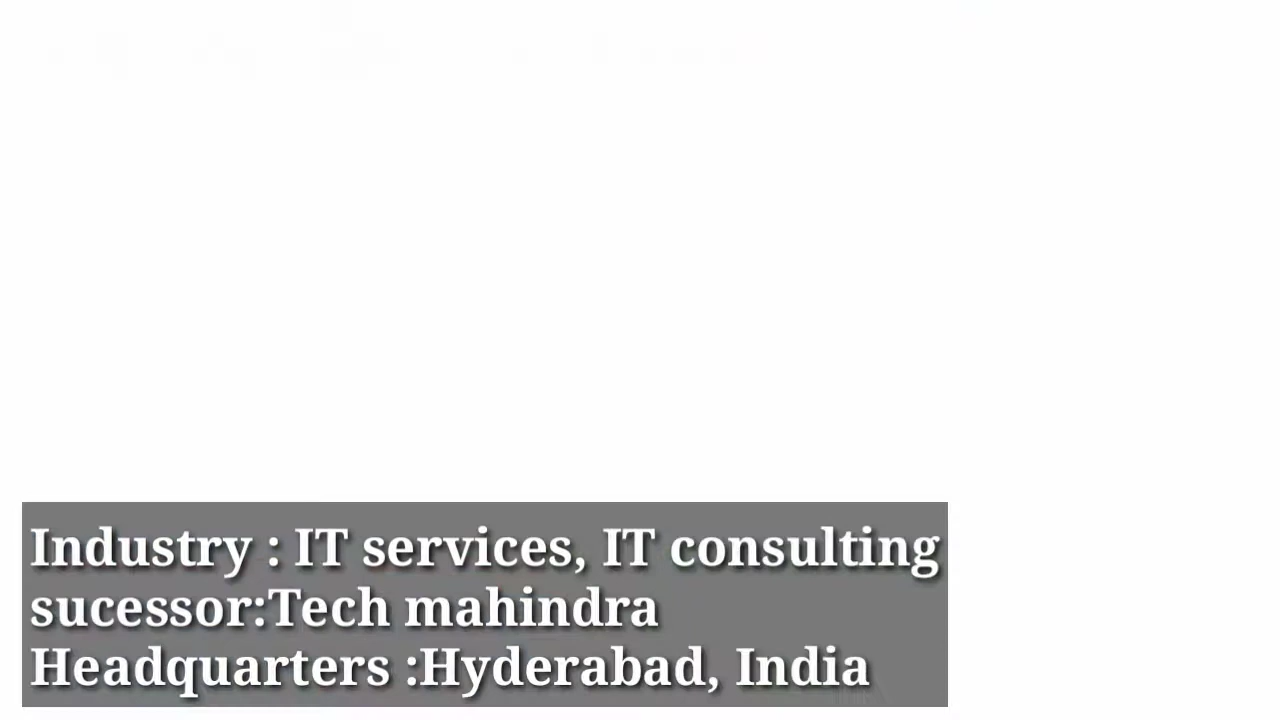 Industry : IT services, IT consulting
sucessor:Tech mahindra
Headquarters :Hyderabad, India